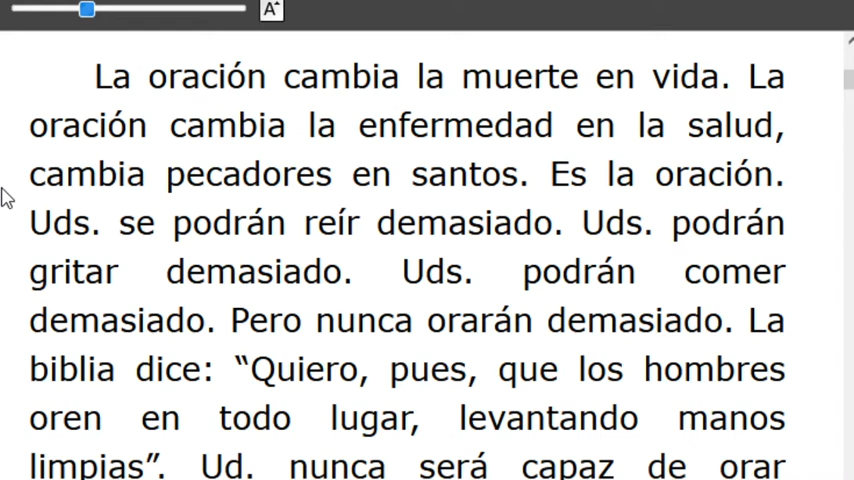 A
La oración cambia la muerte en vida. La
oración cambia la enfermedad en la salud,
cambia pecadores en santos. Es la oración.
Uds. se podrán reír demasiado. Uds. podrán
gritar demasiado. Uds. podrán comer
demasiado. Pero nunca orarán demasiado. La
biblia dice: “Quiero, pues, que los hombres
oren en todo lugar, levantando manos
limpias”. Ud. nunca será capaz de orar